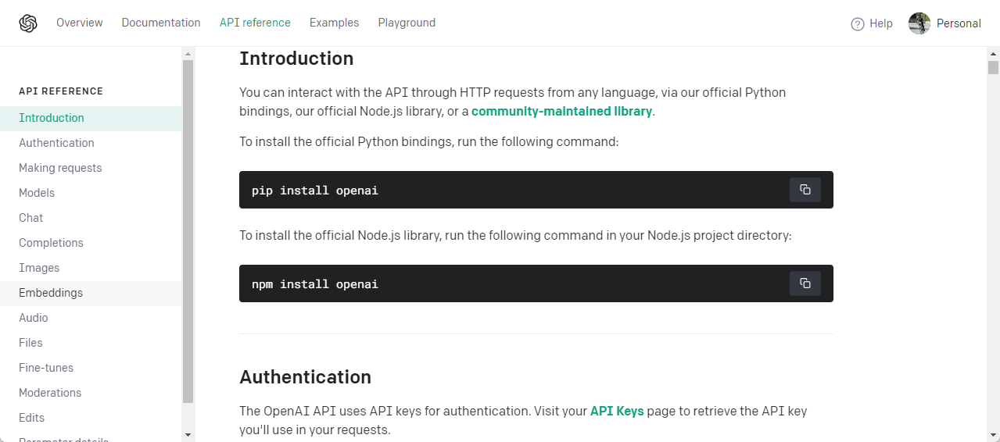 Overview Documentation API reference Examples Playground Help Personal
API REFERENCE
Introduction
Authentication
Making requests
Models
Chat
Completions
Images
Embeddings
Audio
Files
Fine-tunes
Moderations
Edits
Parameter details
Introduction
You can interact with the API through HTTP requests from any language, via our official Python
bindings, our official Node.js library, or a community-maintained library.
To install the official Python bindings, run the following command:
pip install openai
To install the official Node.js library, run the following command in your Node.js project directory:
npm install openai
Authentication
The OpenAI API uses API keys for authentication. Visit your API Keys page to retrieve the API key
you'll use in your requests.